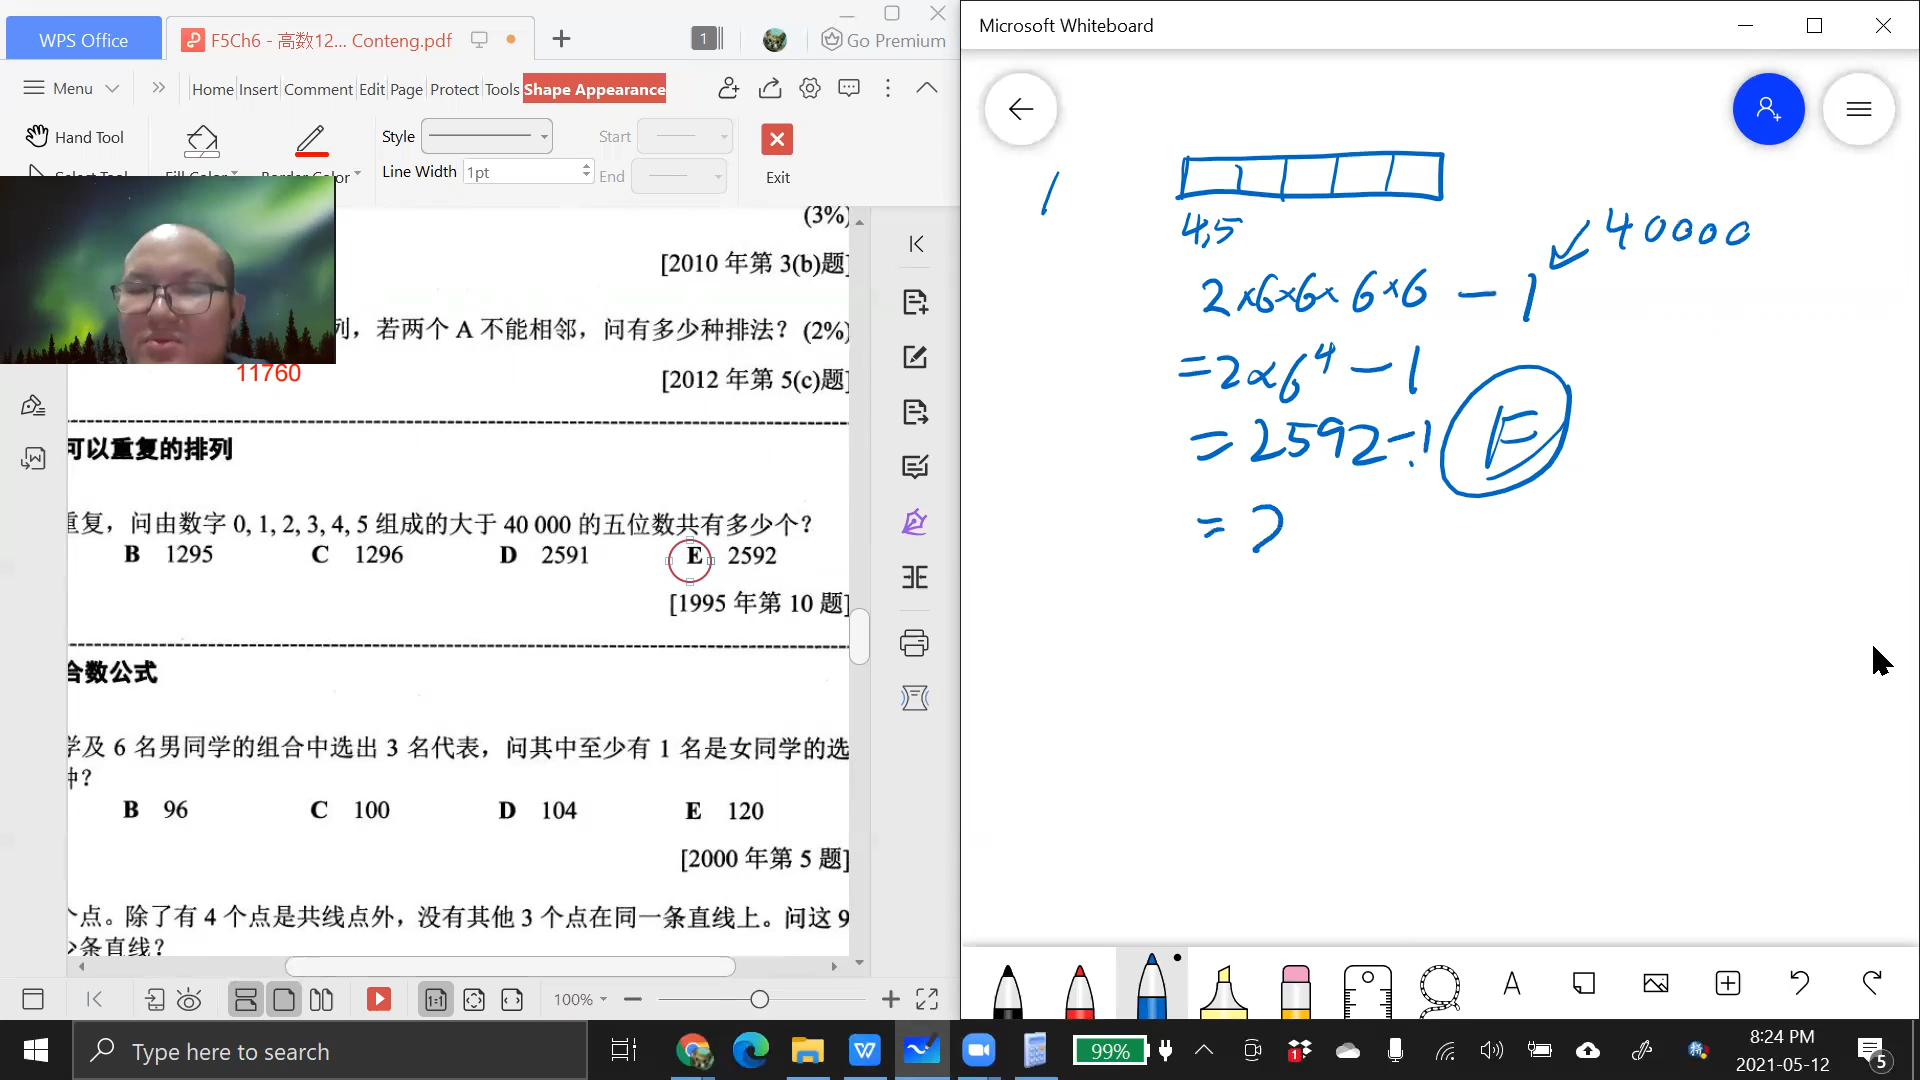 WPS Office
F5Ch6 - 高数12... Conteng.pdf
1
Go Premium
Menu
Home Insert Comment Edit Page Protect Tools Shape Appearance
Hand Tool
Style
Start
Line Width 1pt
End
Exit
(3%)
[2010 年第 3(b)题]
列，若两个 A 不能相邻，问有多少种排法？ (2%)
11760
[2012 年第 5(c)题]
可以重复的排列
重复，问由数字 0, 1, 2, 3, 4, 5 组成的大于 40 000 的五位数共有多少个？
B 1295 C 1296 D 2591 E 2592
[1995 年第 10 题]
合数公式
学及 6 名男同学的组合中选出 3 名代表，问其中至少有 1 名是女同学的选
种？
B 96 C 100 D 104 E 120
[2000 年第 5 题]
个点。除了有 4 个点是共线点外，没有其他 3 个点在同一条直线上。问这 9
少条直线？
100%
Microsoft Whiteboard
1
4,5
40000
2×6×6×6×6 − 1
=2×6⁴ − 1
=2592−1
E
= 2
Type here to search
99%
8:24 PM
2021-05-12
5